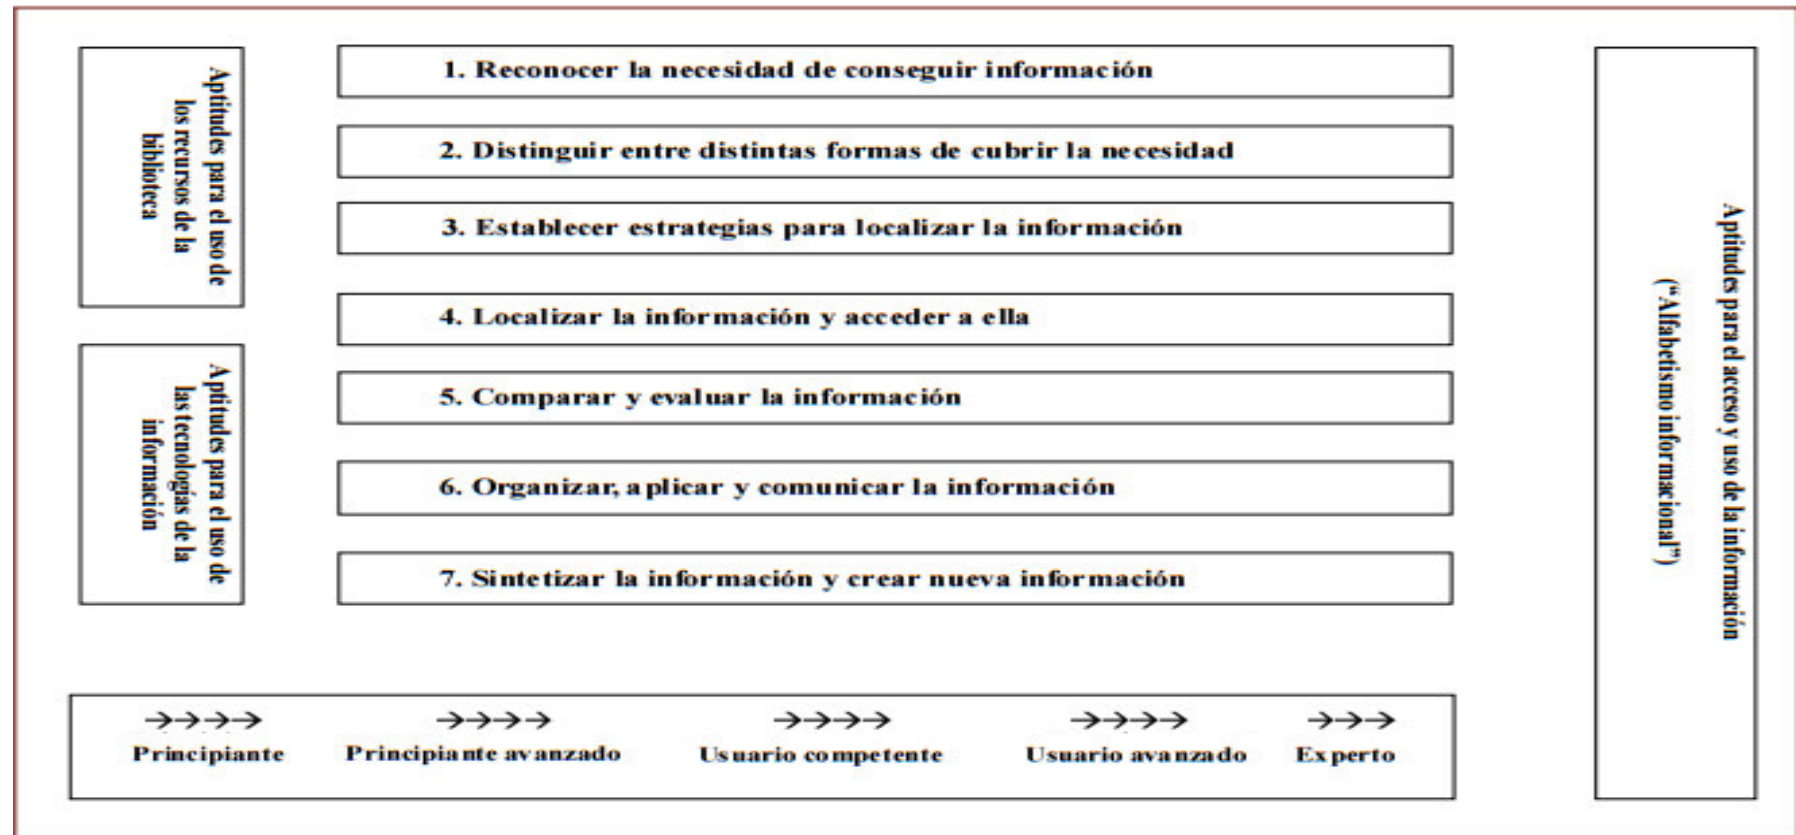 Aptitudes para el uso de
los recursos de la
biblioteca
Aptitudes para el uso de
las tecnologías de la
información
1. Reconocer la necesidad de conseguir información
2. Distinguir entre distintas formas de cubrir la necesidad
3. Establecer estrategias para localizar la información
4. Localizar la información y acceder a ella
5. Comparar y evaluar la información
6. Organizar, aplicar y comunicar la información
7. Sintetizar la información y crear nueva información
Aptitudes para el acceso y uso de la información
(“Alfabetismo informacional”)
→→→→ →→→→ →→→→ →→→→ →→→
Principiante Principiante avanzado Usuario competente Usuario avanzado Experto